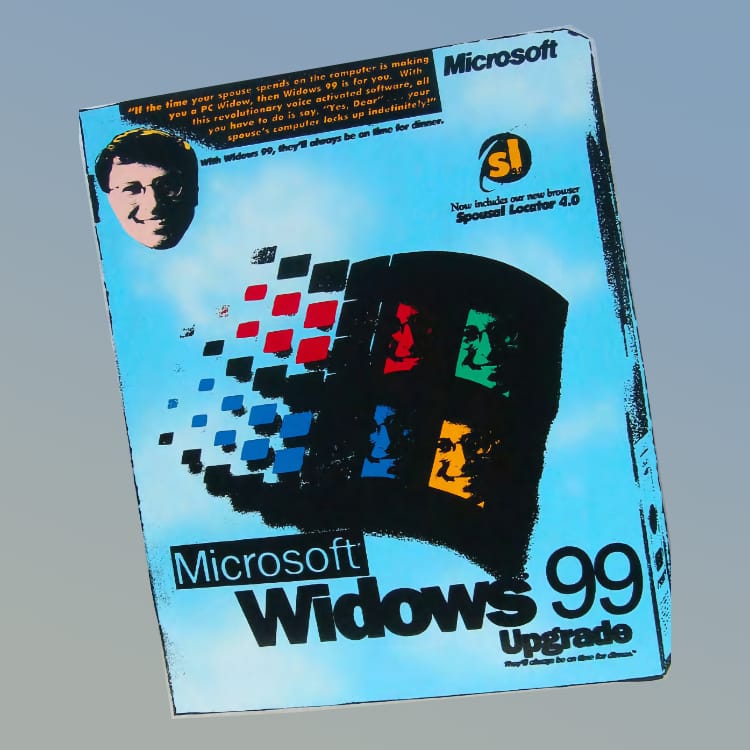 "If the time your spouse spends on the computer is making
you a PC Widow, then Widows 99 is for you. With
this revolutionary voice activated software, all
you have to do is say, "Yes, Dear" . . . your
spouse's computer locks up indefinitely!"
With Widows 99, they'll always be on time for dinner.
Microsoft
sl
Now includes our new browser
Spousal Locator 4.0
Microsoft
Widows 99
Upgrade
They'll always be on time for dinner."